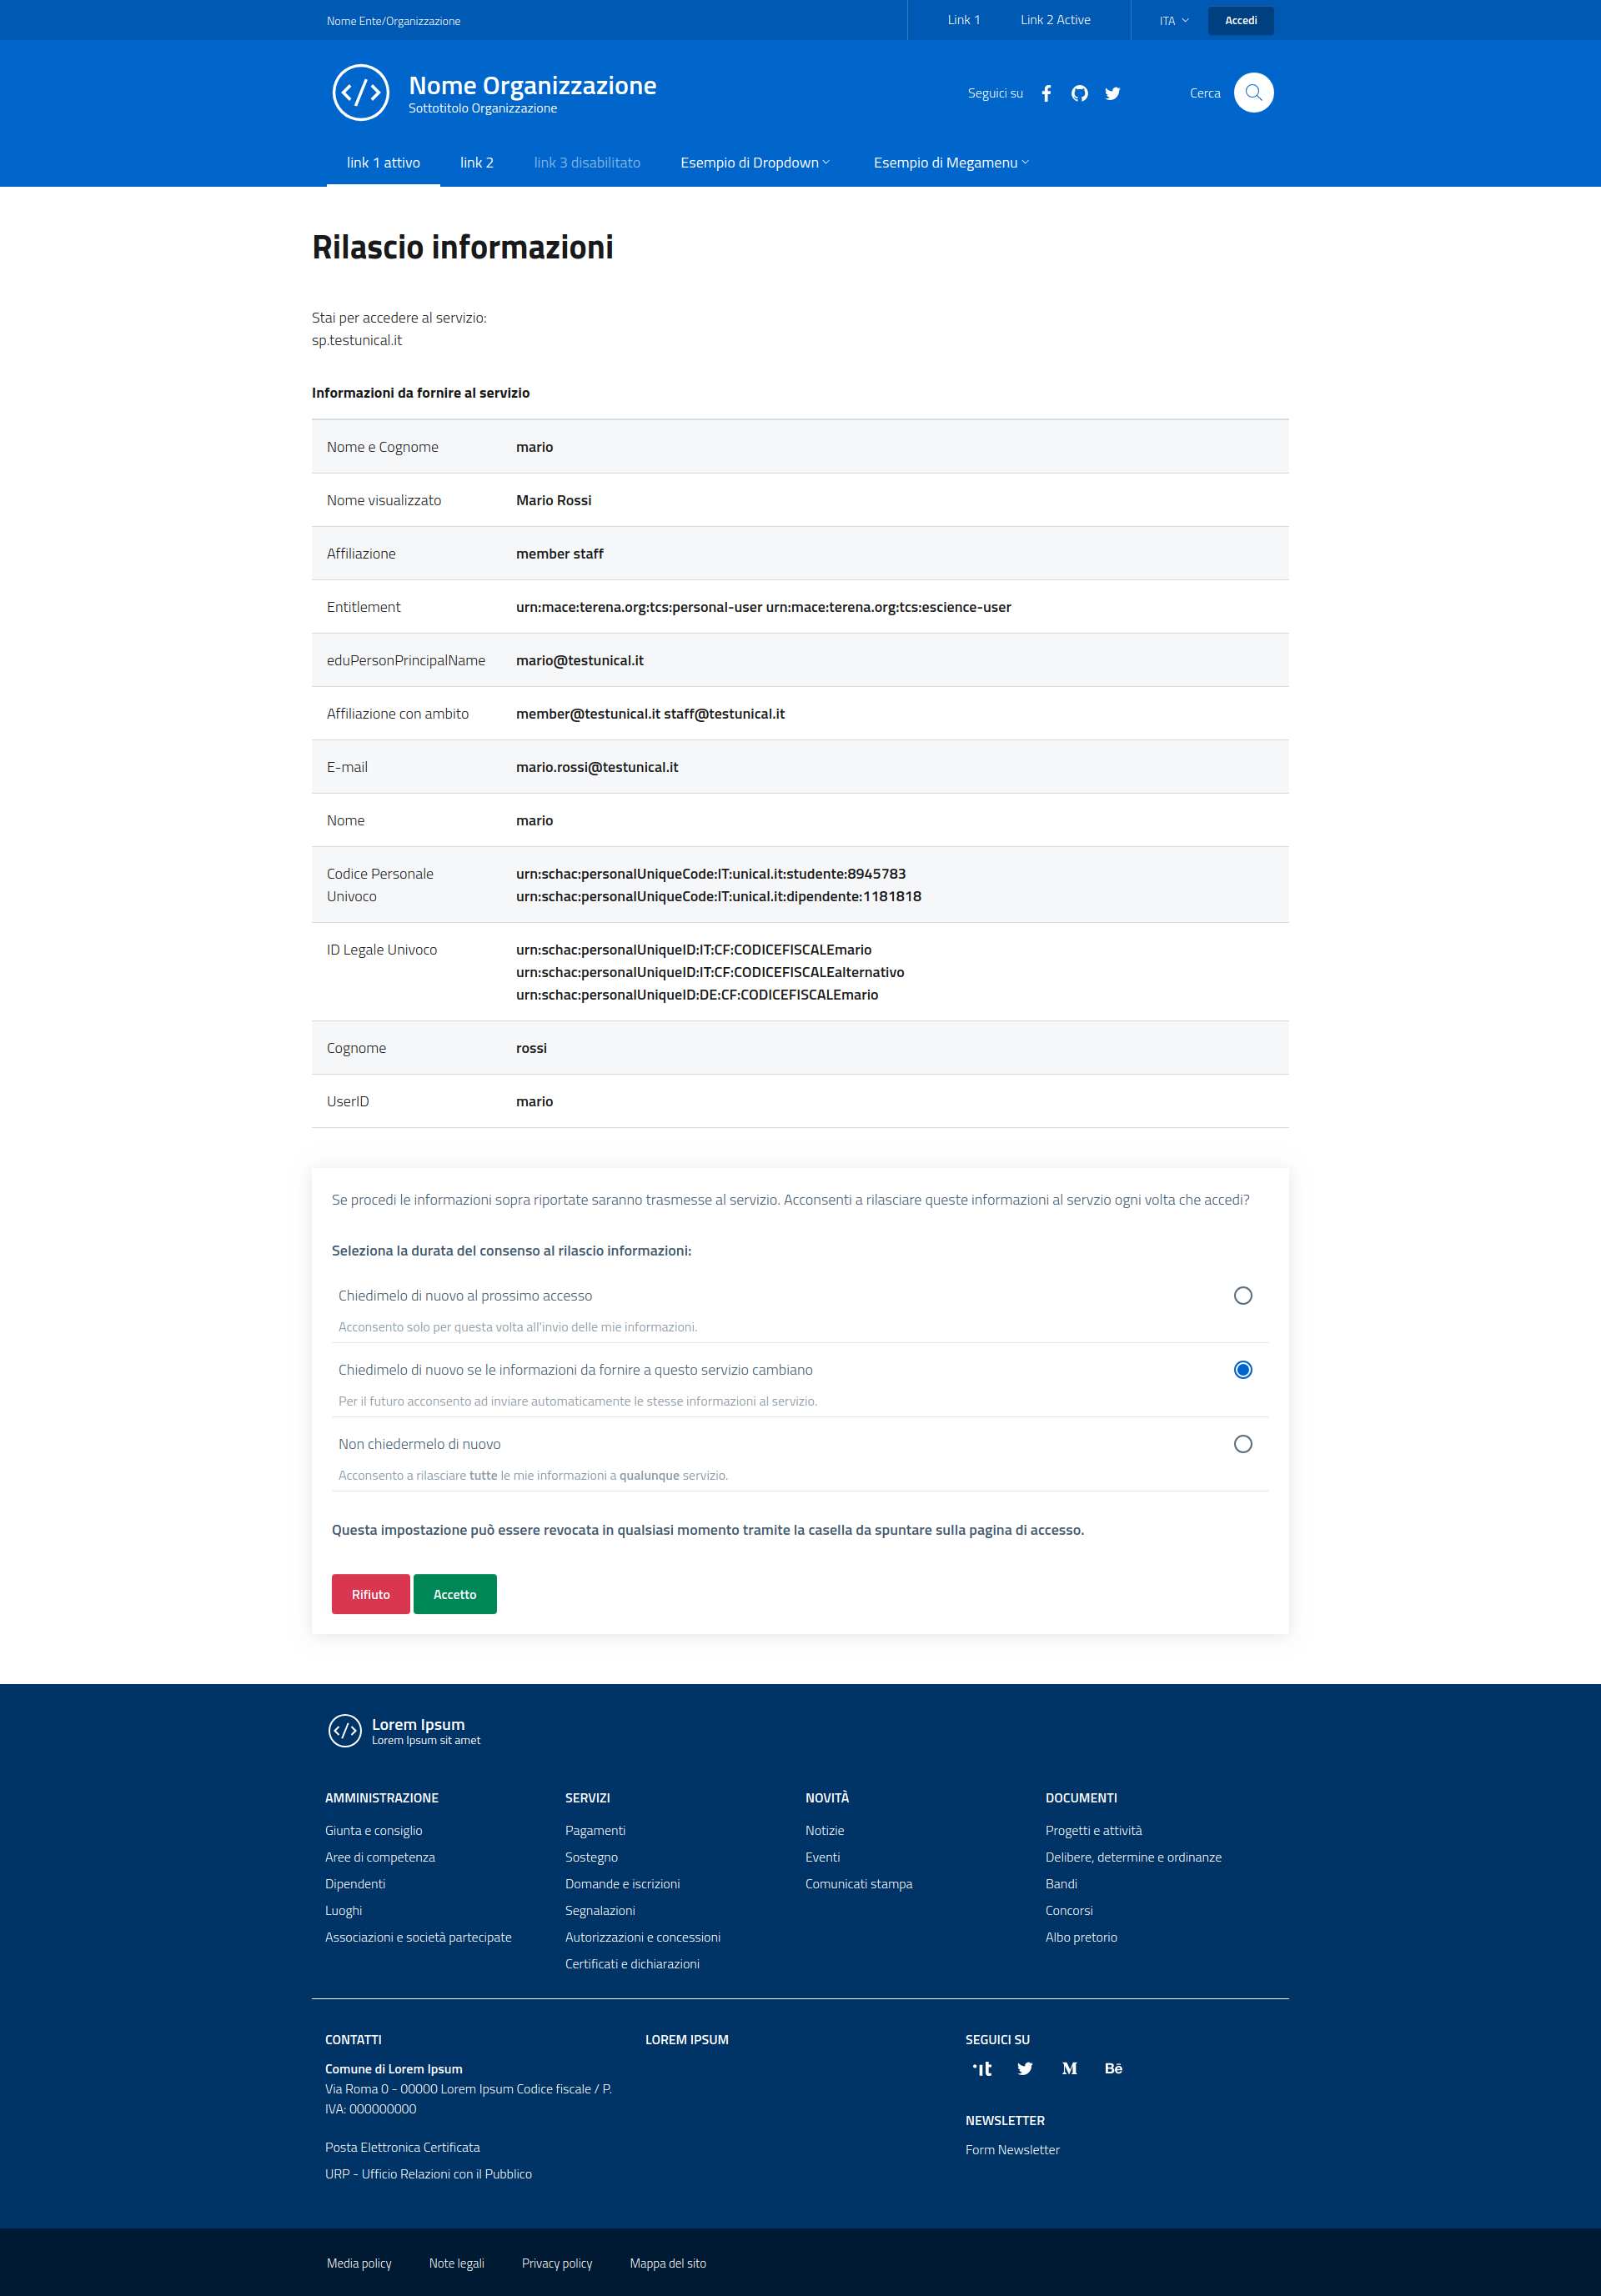 Nome Ente/Organizzazione
Link 1
Link 2 Active
ITA
Accedi
Nome Organizzazione
Sottotitolo Organizzazione
Seguici su
Cerca
link 1 attivo
link 2
link 3 disabilitato
Esempio di Dropdown
Esempio di Megamenu
Rilascio informazioni
Stai per accedere al servizio:
sp.testunical.it
Informazioni da fornire al servizio
Nome e Cognome mario
Nome visualizzato Mario Rossi
Affiliazione member staff
Entitlement urn:mace:terena.org:tcs:personal-user urn:mace:terena.org:tcs:escience-user
eduPersonPrincipalName mario@testunical.it
Affiliazione con ambito member@testunical.it staff@testunical.it
E-mail mario.rossi@testunical.it
Nome mario
Codice Personale urn:schac:personalUniqueCode:IT:unical.it:studente:8945783
Univoco urn:schac:personalUniqueCode:IT:unical.it:dipendente:1181818
ID Legale Univoco urn:schac:personalUniqueID:IT:CF:CODICEFISCALEmario
urn:schac:personalUniqueID:IT:CF:CODICEFISCALEalternativo
urn:schac:personalUniqueID:DE:CF:CODICEFISCALEmario
Cognome rossi
UserID mario
Se procedi le informazioni sopra riportate saranno trasmesse al servizio. Acconsenti a rilasciare queste informazioni al servzio ogni volta che accedi?
Seleziona la durata del consenso al rilascio informazioni:
Chiedimelo di nuovo al prossimo accesso
Acconsento solo per questa volta all'invio delle mie informazioni.
Chiedimelo di nuovo se le informazioni da fornire a questo servizio cambiano
Per il futuro acconsento ad inviare automaticamente le stesse informazioni al servizio.
Non chiedermelo di nuovo
Acconsento a rilasciare tutte le mie informazioni a qualunque servizio.
Questa impostazione può essere revocata in qualsiasi momento tramite la casella da spuntare sulla pagina di accesso.
Rifiuto
Accetto
Lorem Ipsum
Lorem Ipsum sit amet
AMMINISTRAZIONE
Giunta e consiglio
Aree di competenza
Dipendenti
Luoghi
Associazioni e società partecipate
SERVIZI
Pagamenti
Sostegno
Domande e iscrizioni
Segnalazioni
Autorizzazioni e concessioni
Certificati e dichiarazioni
NOVITÀ
Notizie
Eventi
Comunicati stampa
DOCUMENTI
Progetti e attività
Delibere, determine e ordinanze
Bandi
Concorsi
Albo pretorio
CONTATTI
Comune di Lorem Ipsum
Via Roma 0 - 00000 Lorem Ipsum Codice fiscale / P.
IVA: 000000000
Posta Elettronica Certificata
URP - Ufficio Relazioni con il Pubblico
LOREM IPSUM
SEGUICI SU
NEWSLETTER
Form Newsletter
Media policy
Note legali
Privacy policy
Mappa del sito